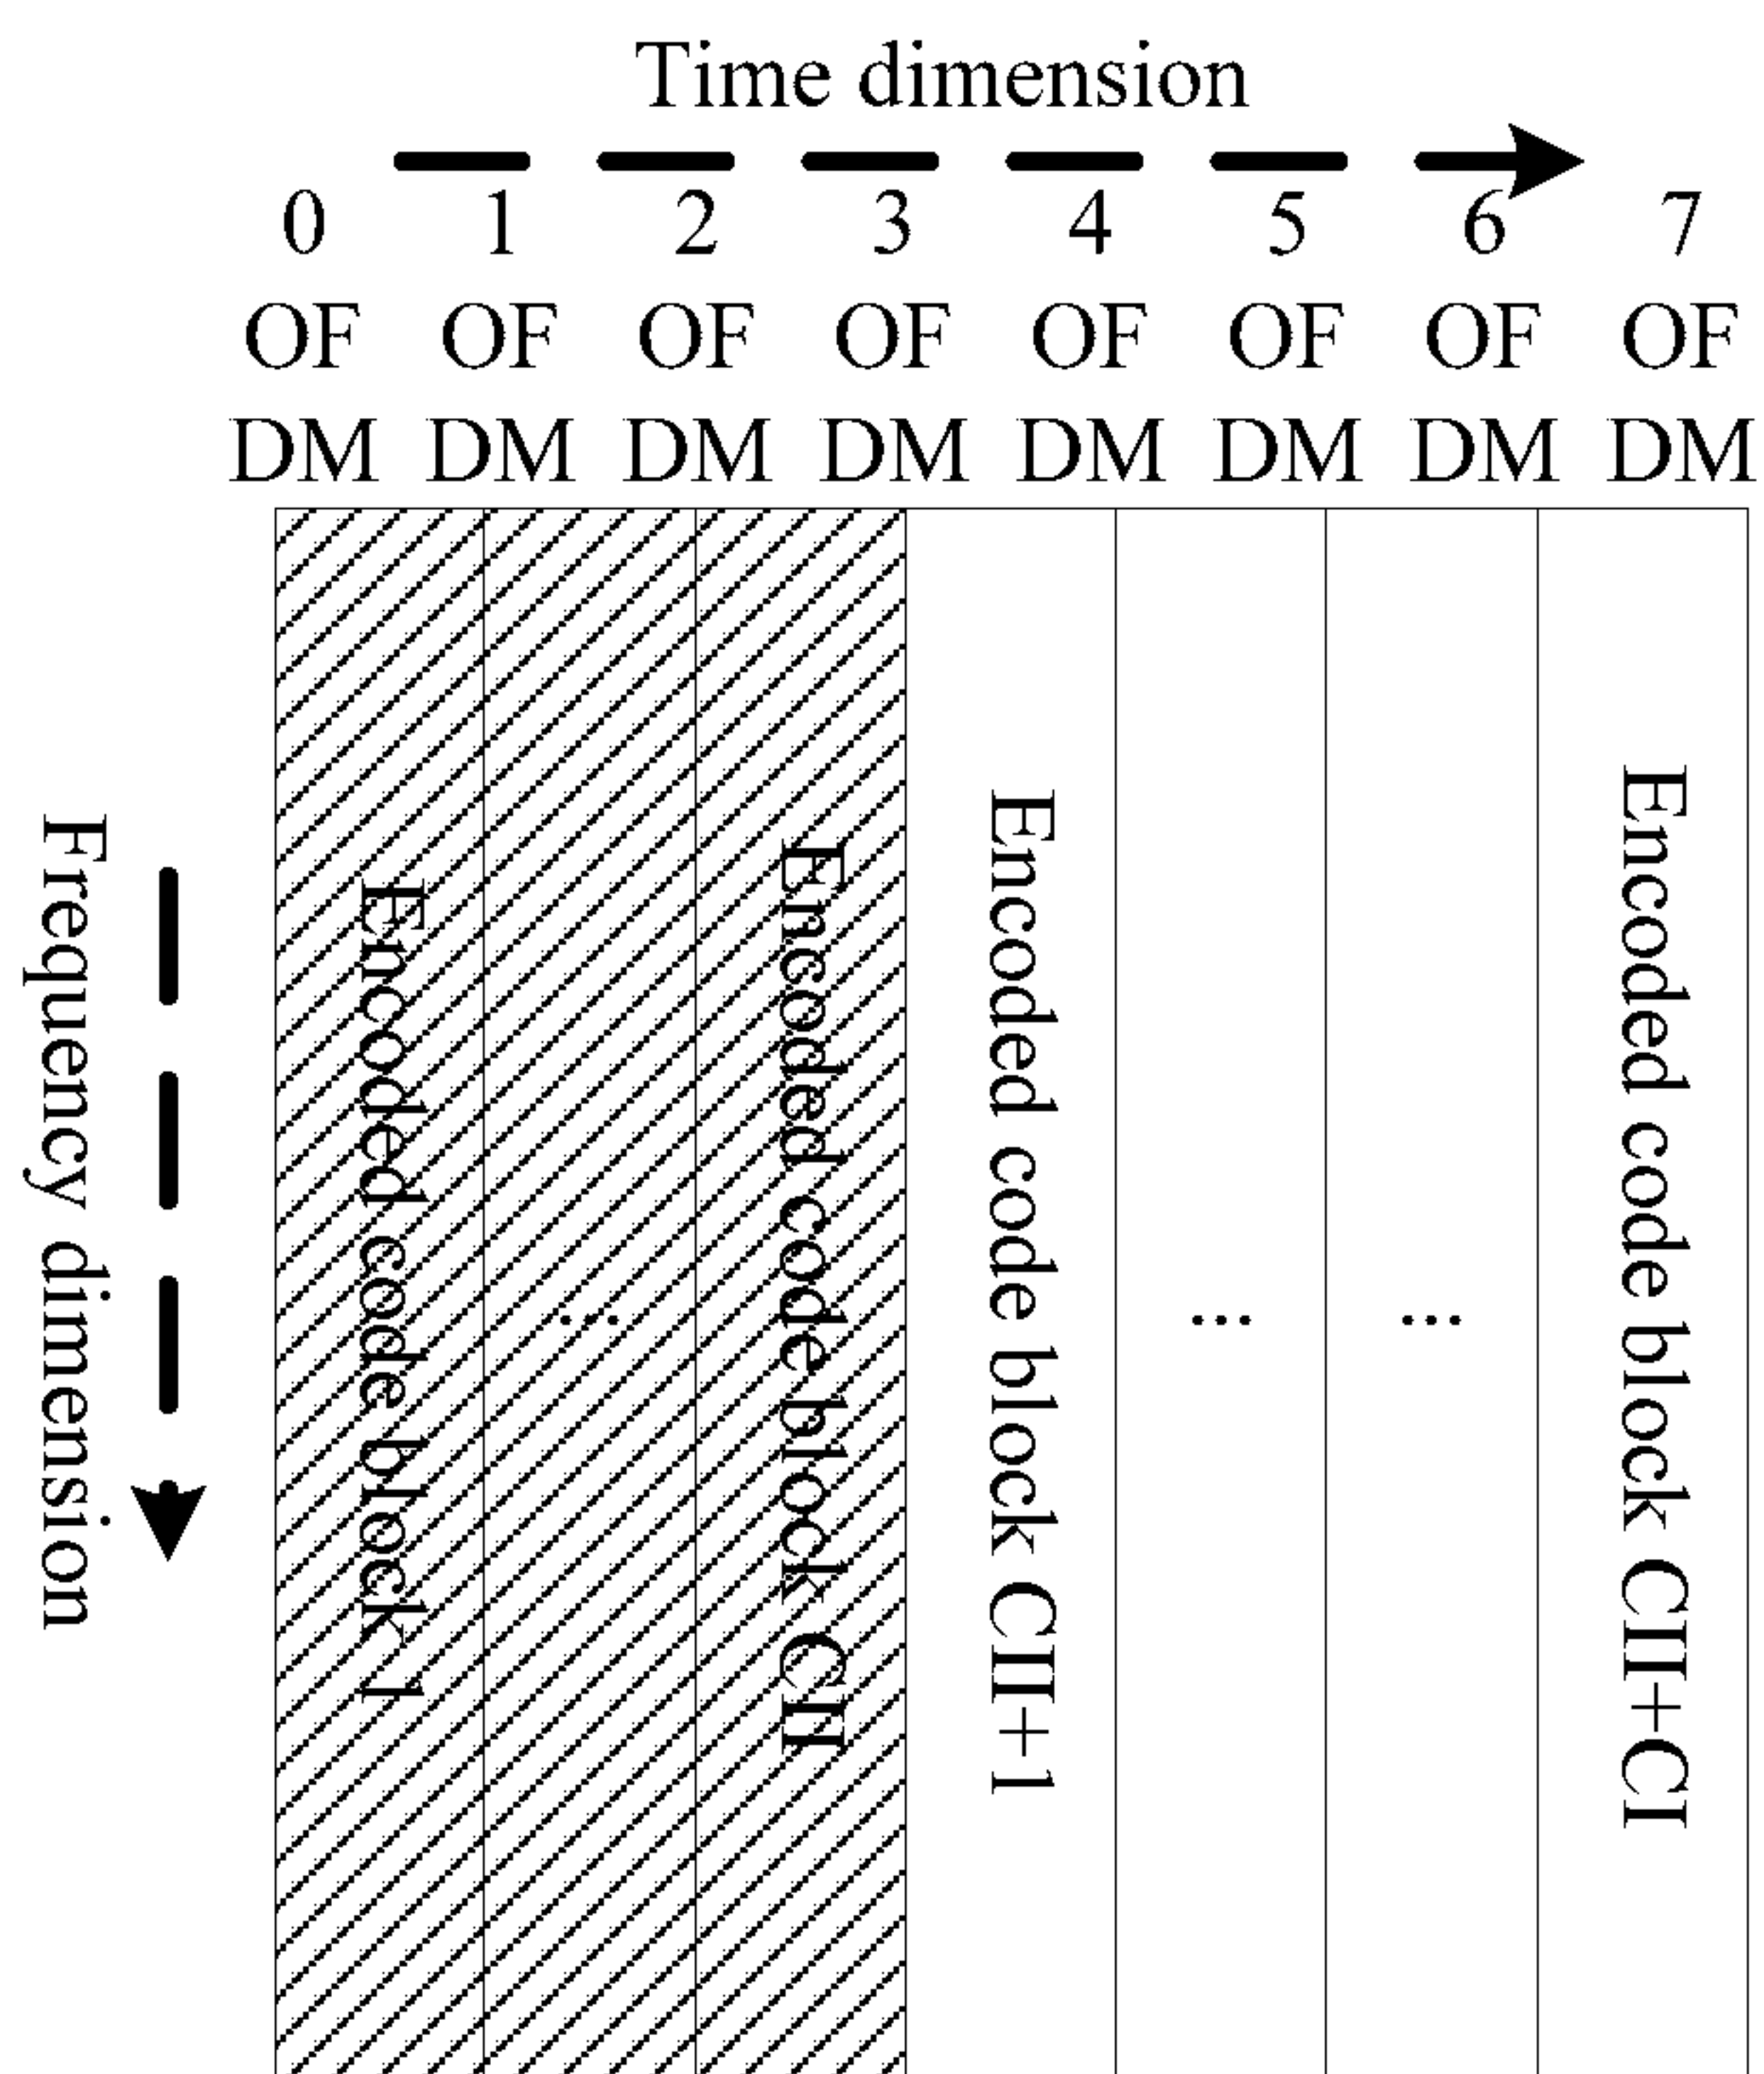 Time dimension
0 1 2 3 4 5 6 7
OF OF OF OF OF OF OF OF
DM DM DM DM DM DM DM DM
Frequency dimension
Encoded code block 1
...
Encoded code block CII
Encoded code block CII+1
...
...
Encoded code block CII+CI